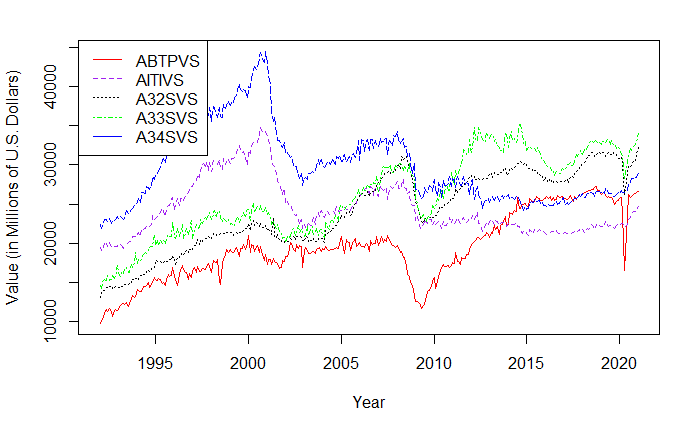 ABTPVS
AITIVS
A32SVS
A33SVS
A34SVS
Value (in Millions of U.S. Dollars)
40000
30000
20000
10000
1995 2000 2005 2010 2015 2020
Year